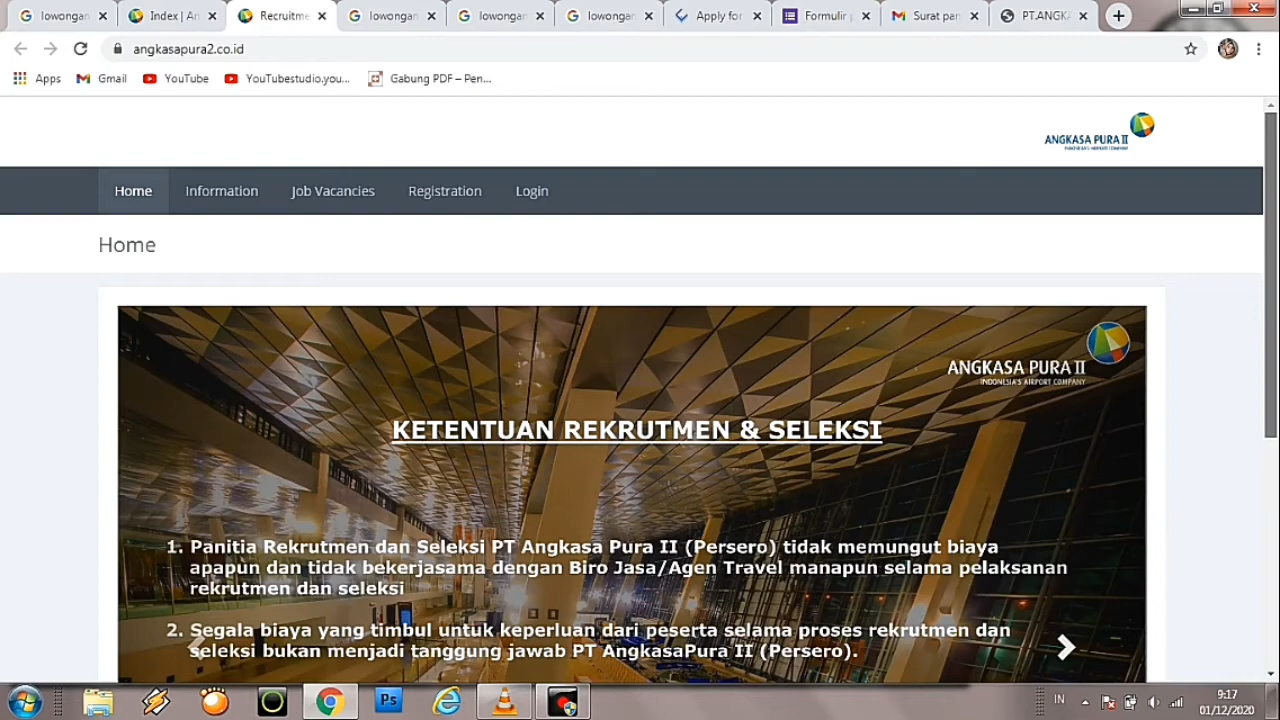 lowongan
Index | An
Recruitme
lowongan
lowongan
lowongan
Apply for
Formulir p
Surat pan
PT.ANGKA
angkasapura2.co.id
Apps
Gmail
YouTube
YouTubestudio.you...
Gabung PDF – Pen...
ANGKASA PURA II
Home
Information
Job Vacancies
Registration
Login
Home
ANGKASA PURA II
INDONESIA'S AIRPORT COMPANY
KETENTUAN REKRUTMEN & SELEKSI
1. Panitia Rekrutmen dan Seleksi PT Angkasa Pura II (Persero) tidak memungut biaya
apapun dan tidak bekerjasama dengan Biro Jasa/Agen Travel manapun selama pelaksanan
rekrutmen dan seleksi
2. Segala biaya yang timbul untuk keperluan dari peserta selama proses rekrutmen dan
seleksi bukan menjadi tanggung jawab PT AngkasaPura II (Persero).
Ps
IN
9:17
01/12/2020